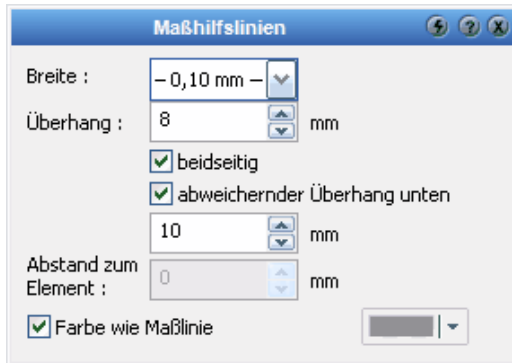 Maßhilfslinien
Breite : – 0,10 mm –
Überhang : 8 mm
beidseitig
abweichernder Überhang unten
10 mm
Abstand zum
Element : 0 mm
Farbe wie Maßlinie